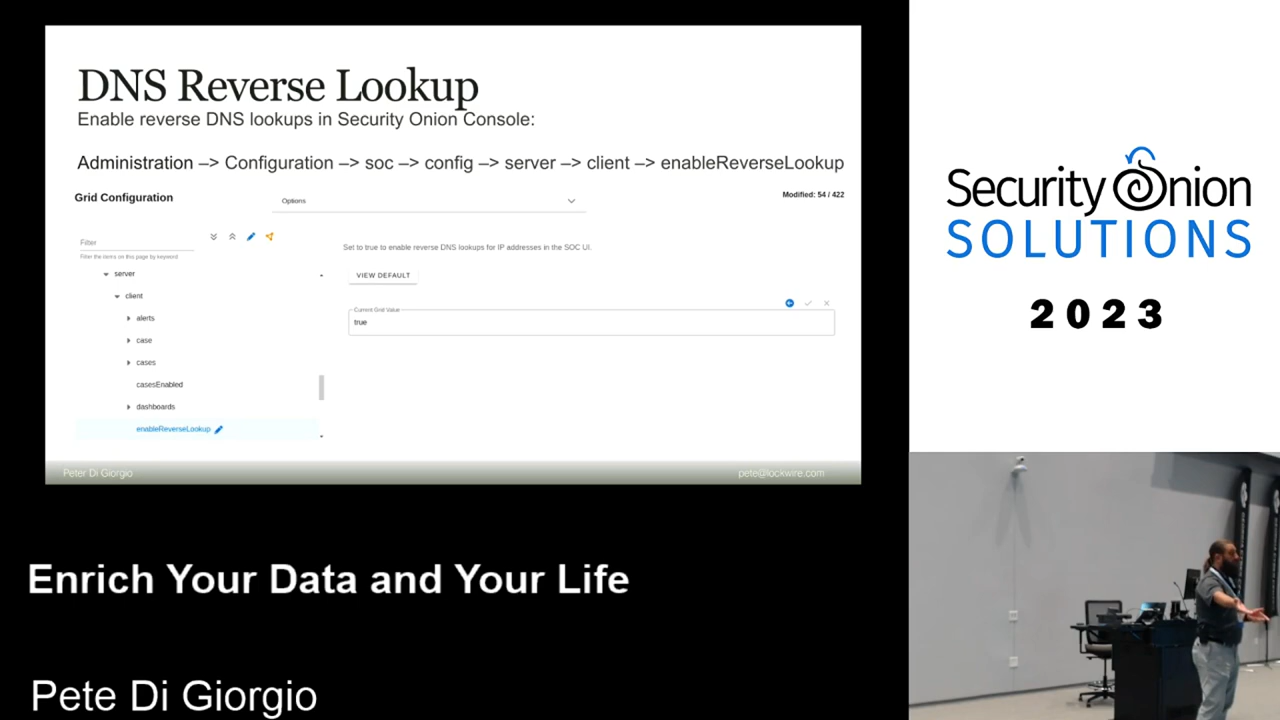 DNS Reverse Lookup
Enable reverse DNS lookups in Security Onion Console:
Administration –> Configuration –> soc –> config –> server –> client –> enableReverseLookup
Grid Configuration
Options
Modified: 54 / 422
Filter
Filter the items on this page by keyword
server
client
alerts
case
cases
casesEnabled
dashboards
enableReverseLookup
Set to true to enable reverse DNS lookups for IP addresses in the SOC UI.
VIEW DEFAULT
Current Grid Value
true
Peter Di Giorgio
pete@lockwire.com
Enrich Your Data and Your Life
Pete Di Giorgio
Security Onion
SOLUTIONS
2023